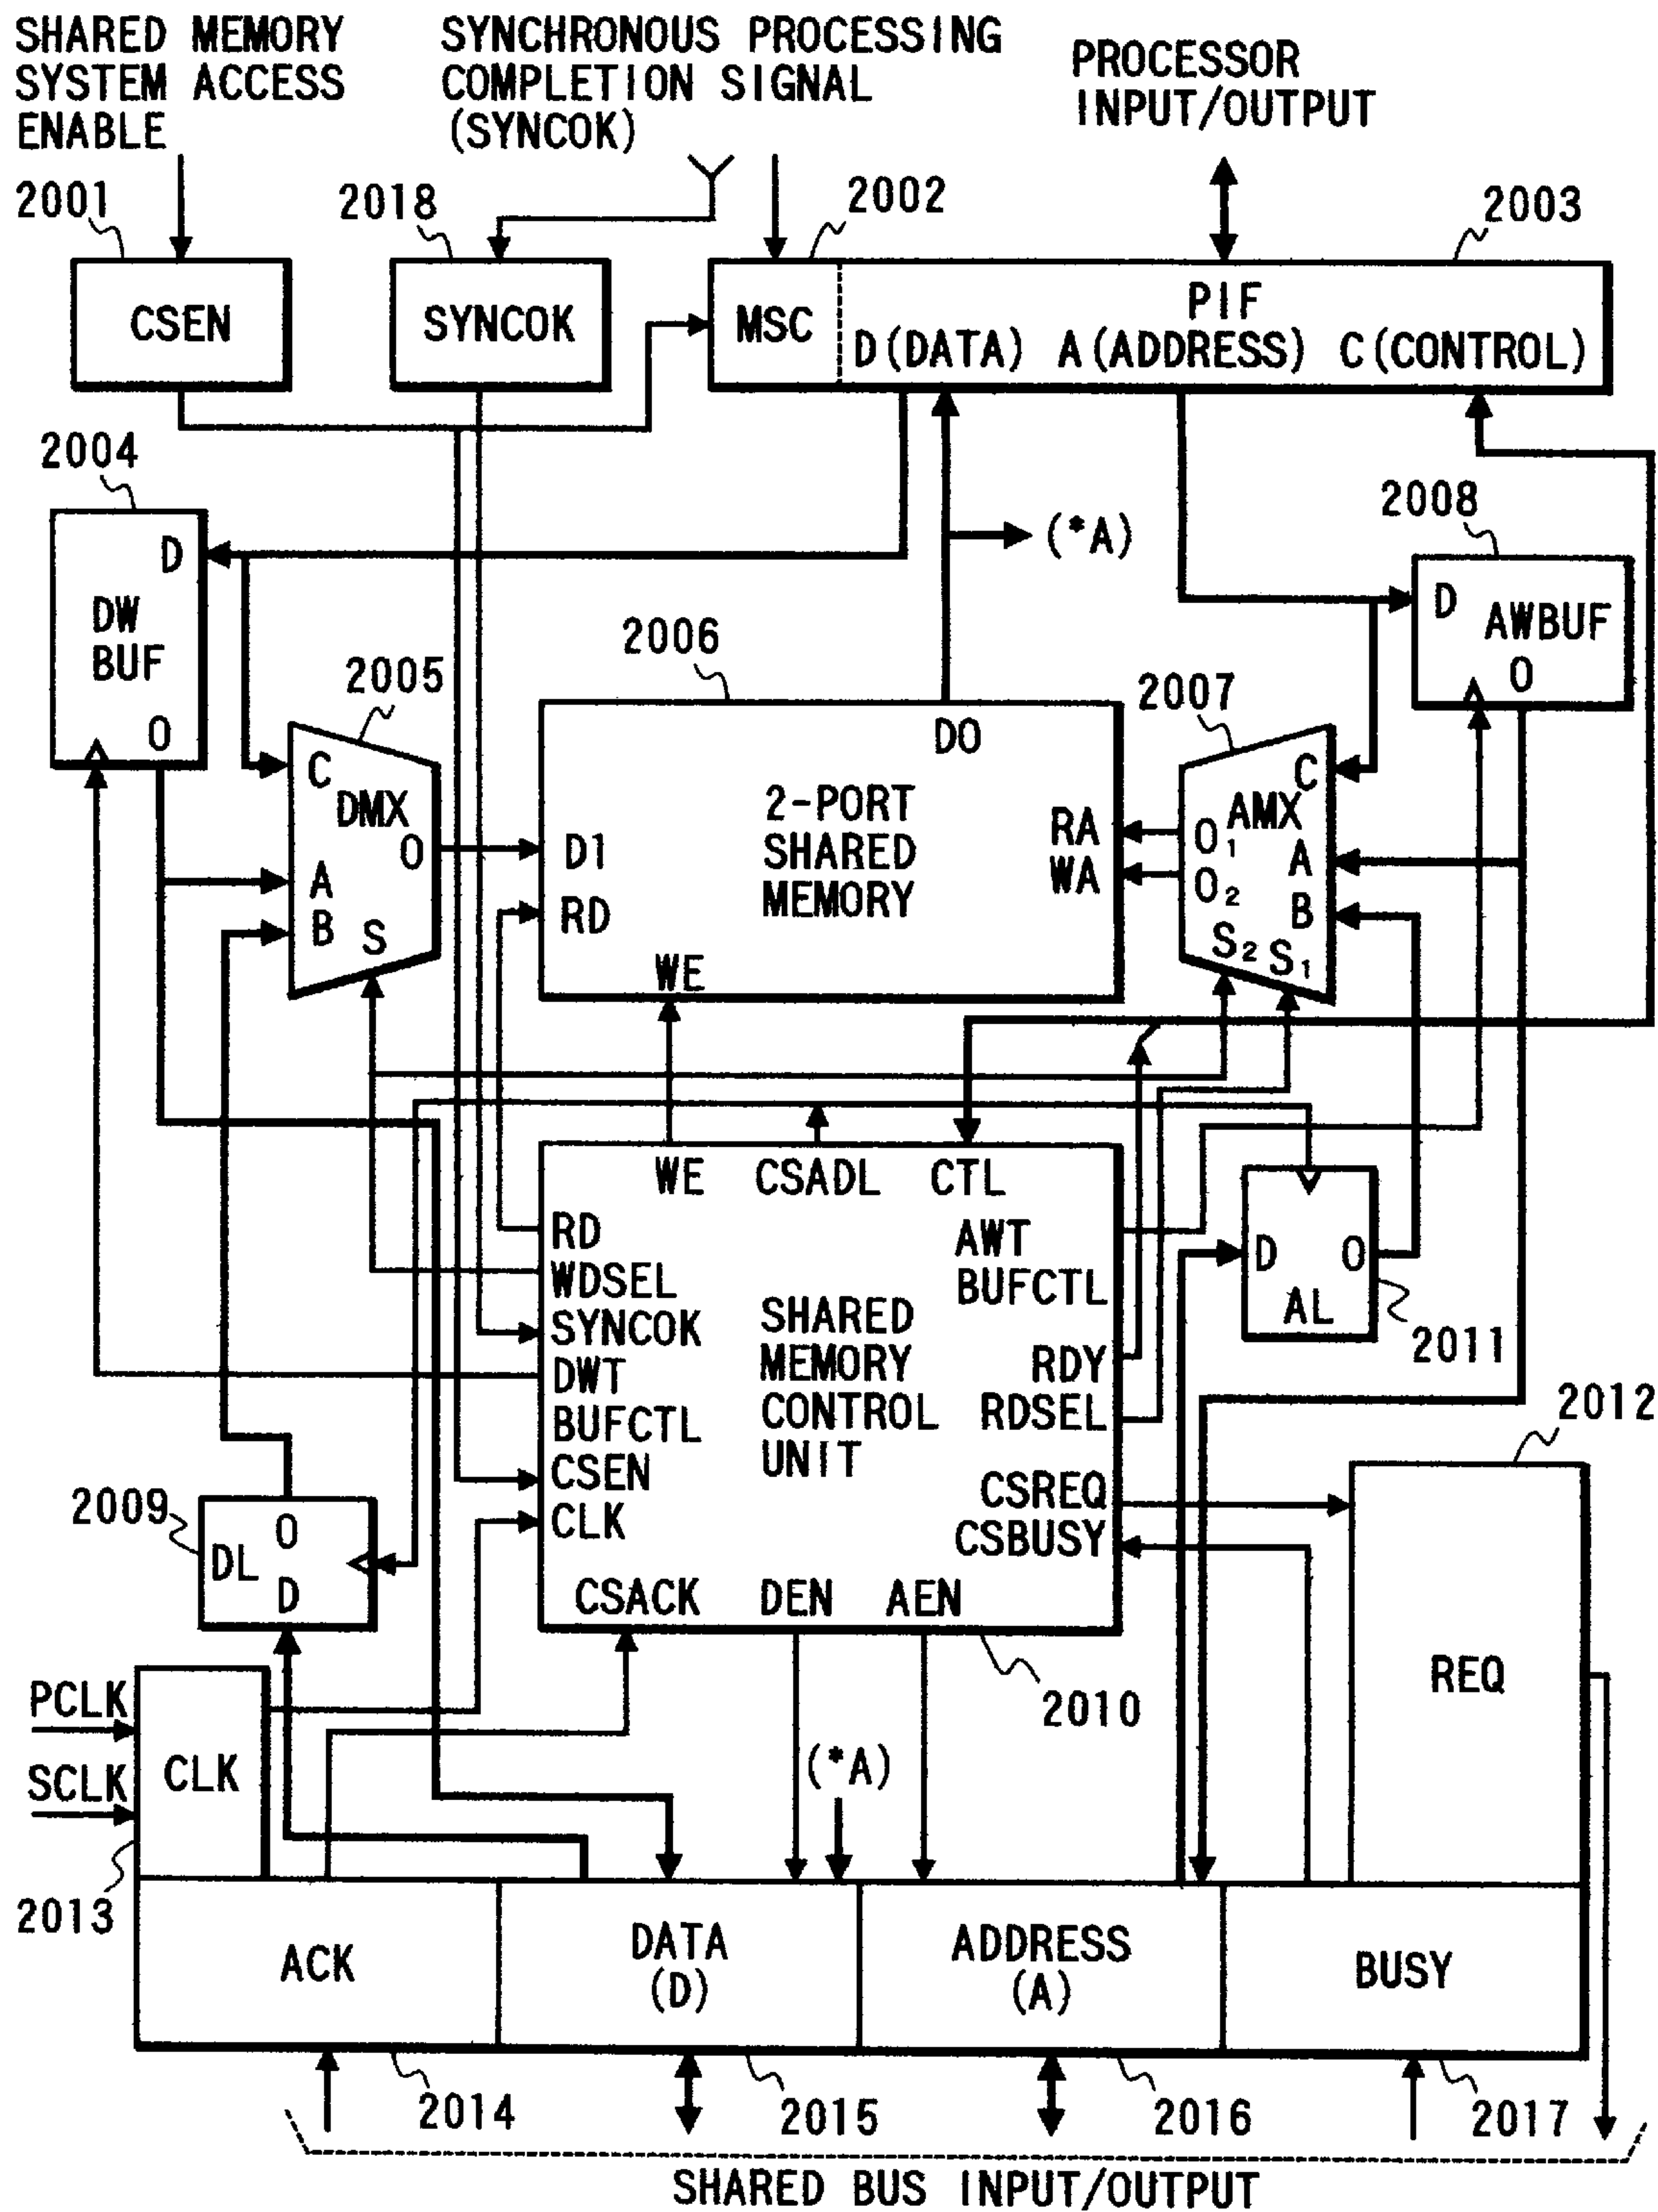 SHARED MEMORY
SYSTEM ACCESS
ENABLE
SYNCHRONOUS PROCESSING
COMPLETION SIGNAL
(SYNCOK)
PROCESSOR
INPUT/OUTPUT
2001
2018
2002
2003
CSEN
SYNCOK
MSC
PIF
D(DATA) A(ADDRESS) C(CONTROL)
2004
2008
(*A)
D
DW
BUF
O
D
AWBUF
O
2005
2006
2007
C
DMX
O
A
B
S
DO
2-PORT
SHARED
MEMORY
D1
RD
WE
RA
WA
C
AMX
O1
A
O2
B
S2
S1
WE
CSADL
CTL
RD
WDSEL
SYNCOK
DWT
BUFCTL
CSEN
CLK
SHARED
MEMORY
CONTROL
UNIT
AWT
BUFCTL
RDY
RDSEL
CSREQ
CSBUSY
CSACK
DEN
AEN
D
O
AL
2011
2012
2009
O
DL
D
2010
REQ
PCLK
SCLK
CLK
(*A)
2013
ACK
DATA
(D)
ADDRESS
(A)
BUSY
2014
2015
2016
2017
SHARED BUS INPUT/OUTPUT